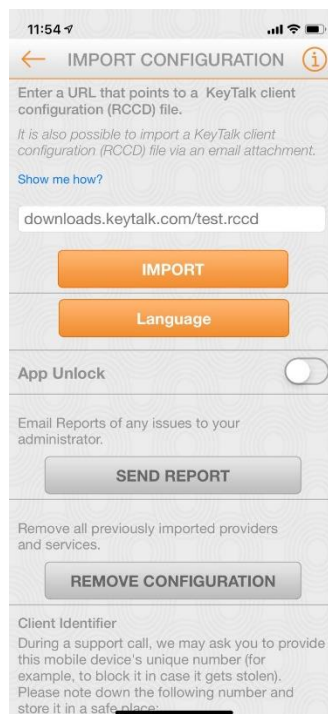 11:54
IMPORT CONFIGURATION i
Enter a URL that points to a KeyTalk client
configuration (RCCD) file.
It is also possible to import a KeyTalk client
configuration (RCCD) file via an email attachment.
Show me how?
downloads.keytalk.com/test.rccd
IMPORT
Language
App Unlock
Email Reports of any issues to your
administrator.
SEND REPORT
Remove all previously imported providers
and services.
REMOVE CONFIGURATION
Client Identifier
During a support call, we may ask you to provide
this mobile device's unique number (for
example, to block it in case it gets stolen).
Please note down the following number and
store it in a safe place: